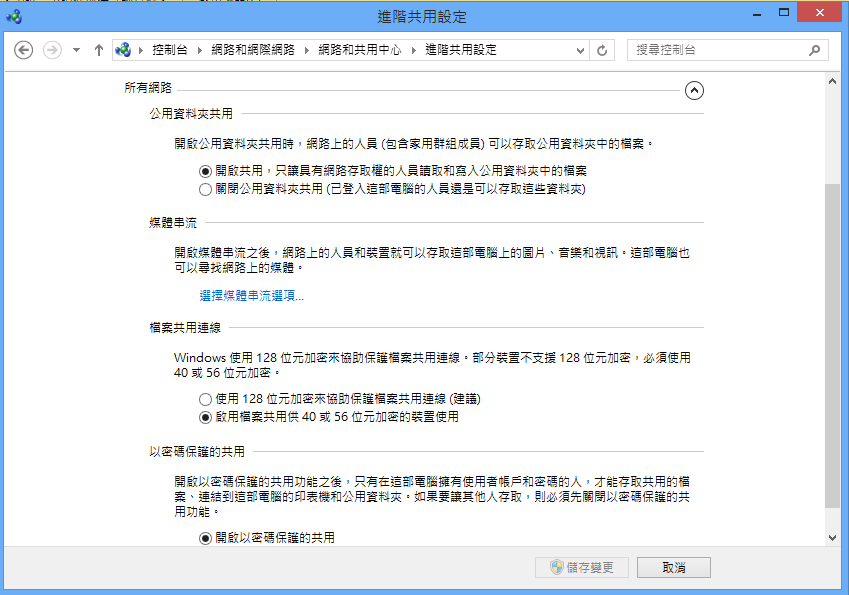 進階共用設定
控制台 網路和網際網路 網路和共用中心 進階共用設定
搜尋控制台
所有網路
公用資料夾共用
開啟公用資料夾共用時，網路上的人員 (包含家用群組成員) 可以存取公用資料夾中的檔案。
開啟共用，只讓具有網路存取權的人員讀取和寫入公用資料夾中的檔案
關閉公用資料夾共用 (已登入這部電腦的人員還是可以存取這些資料夾)
媒體串流
開啟媒體串流之後，網路上的人員和裝置就可以存取這部電腦上的圖片、音樂和視訊。這部電腦也
可以尋找網路上的媒體。
選擇媒體串流選項...
檔案共用連線
Windows 使用 128 位元加密來協助保護檔案共用連線。部分裝置不支援 128 位元加密，必須使用
40 或 56 位元加密。
使用 128 位元加密來協助保護檔案共用連線 (建議)
啟用檔案共用供 40 或 56 位元加密的裝置使用
以密碼保護的共用
開啟以密碼保護的共用功能之後，只有在這部電腦擁有使用者帳戶和密碼的人，才能存取共用的檔
案、連結到這部電腦的印表機和公用資料夾。如果要讓其他人存取，則必須先關閉以密碼保護的共
用功能。
開啟以密碼保護的共用
儲存變更
取消